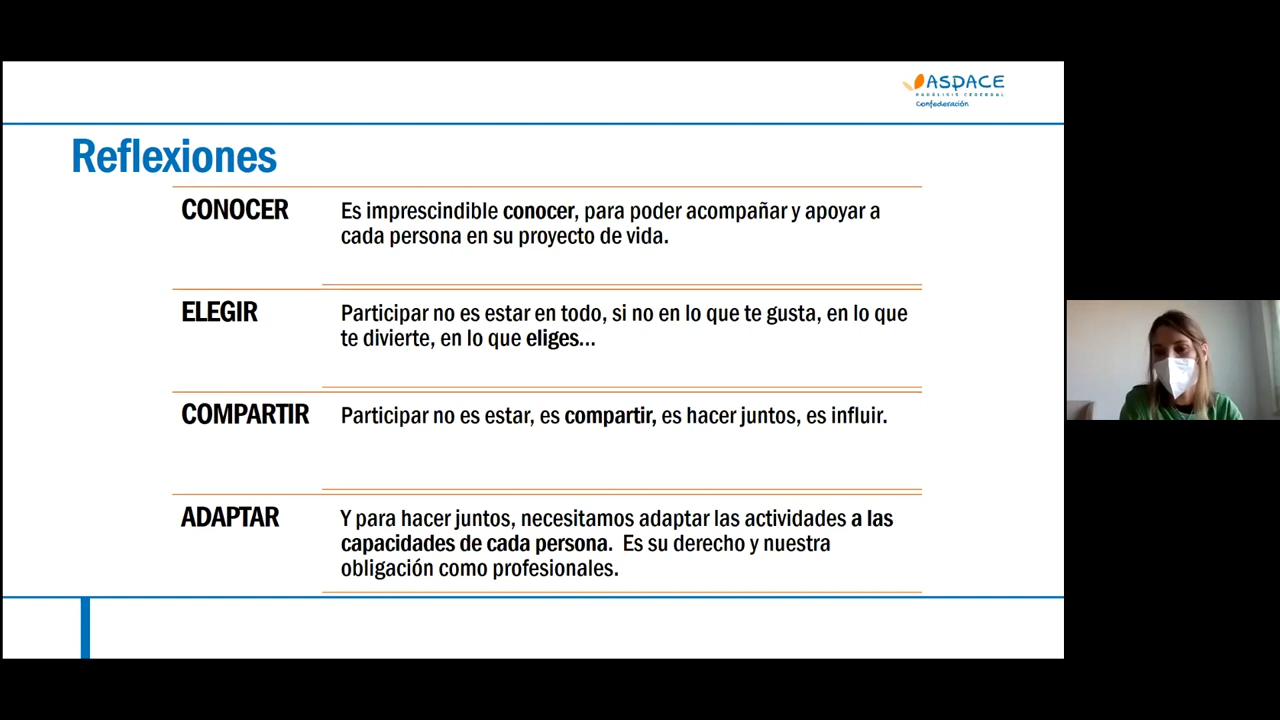 ASPACE
PARÁLISIS CEREBRAL
Confederación
Reflexiones
CONOCER
Es imprescindible conocer, para poder acompañar y apoyar a
cada persona en su proyecto de vida.
ELEGIR
Participar no es estar en todo, si no en lo que te gusta, en lo que
te divierte, en lo que eliges...
COMPARTIR
Participar no es estar, es compartir, es hacer juntos, es influir.
ADAPTAR
Y para hacer juntos, necesitamos adaptar las actividades a las
capacidades de cada persona. Es su derecho y nuestra
obligación como profesionales.